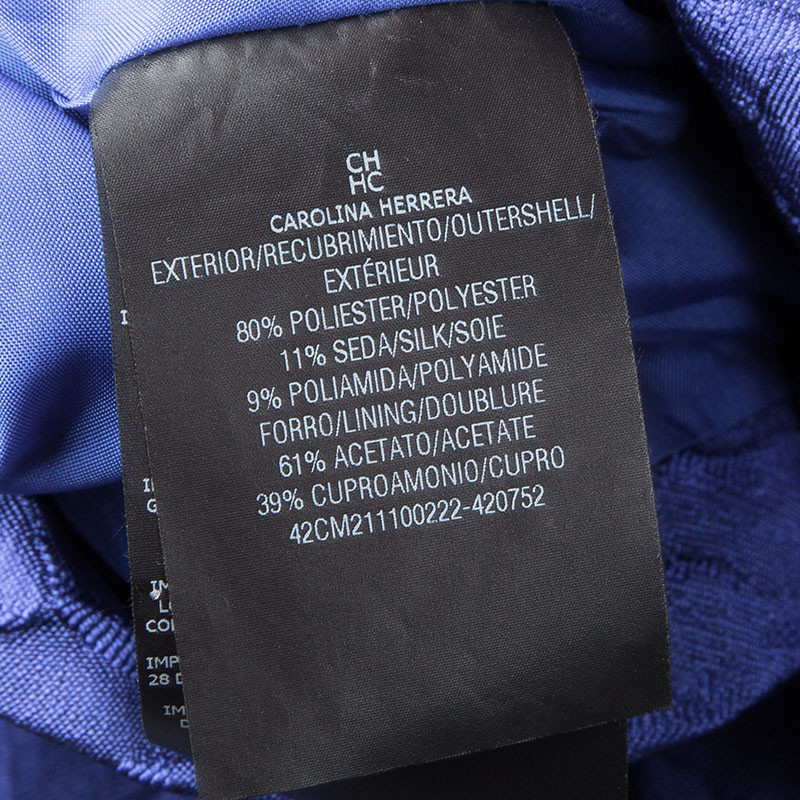 CH
HC
CAROLINA HERRERA
EXTERIOR/RECUBRIMIENTO/OUTERSHELL/
EXTÉRIEUR
80% POLIESTER/POLYESTER
11% SEDA/SILK/SOIE
9% POLIAMIDA/POLYAMIDE
FORRO/LINING/DOUBLURE
61% ACETATO/ACETATE
39% CUPROAMONIO/CUPRO
42CM211100222-420752
28 D